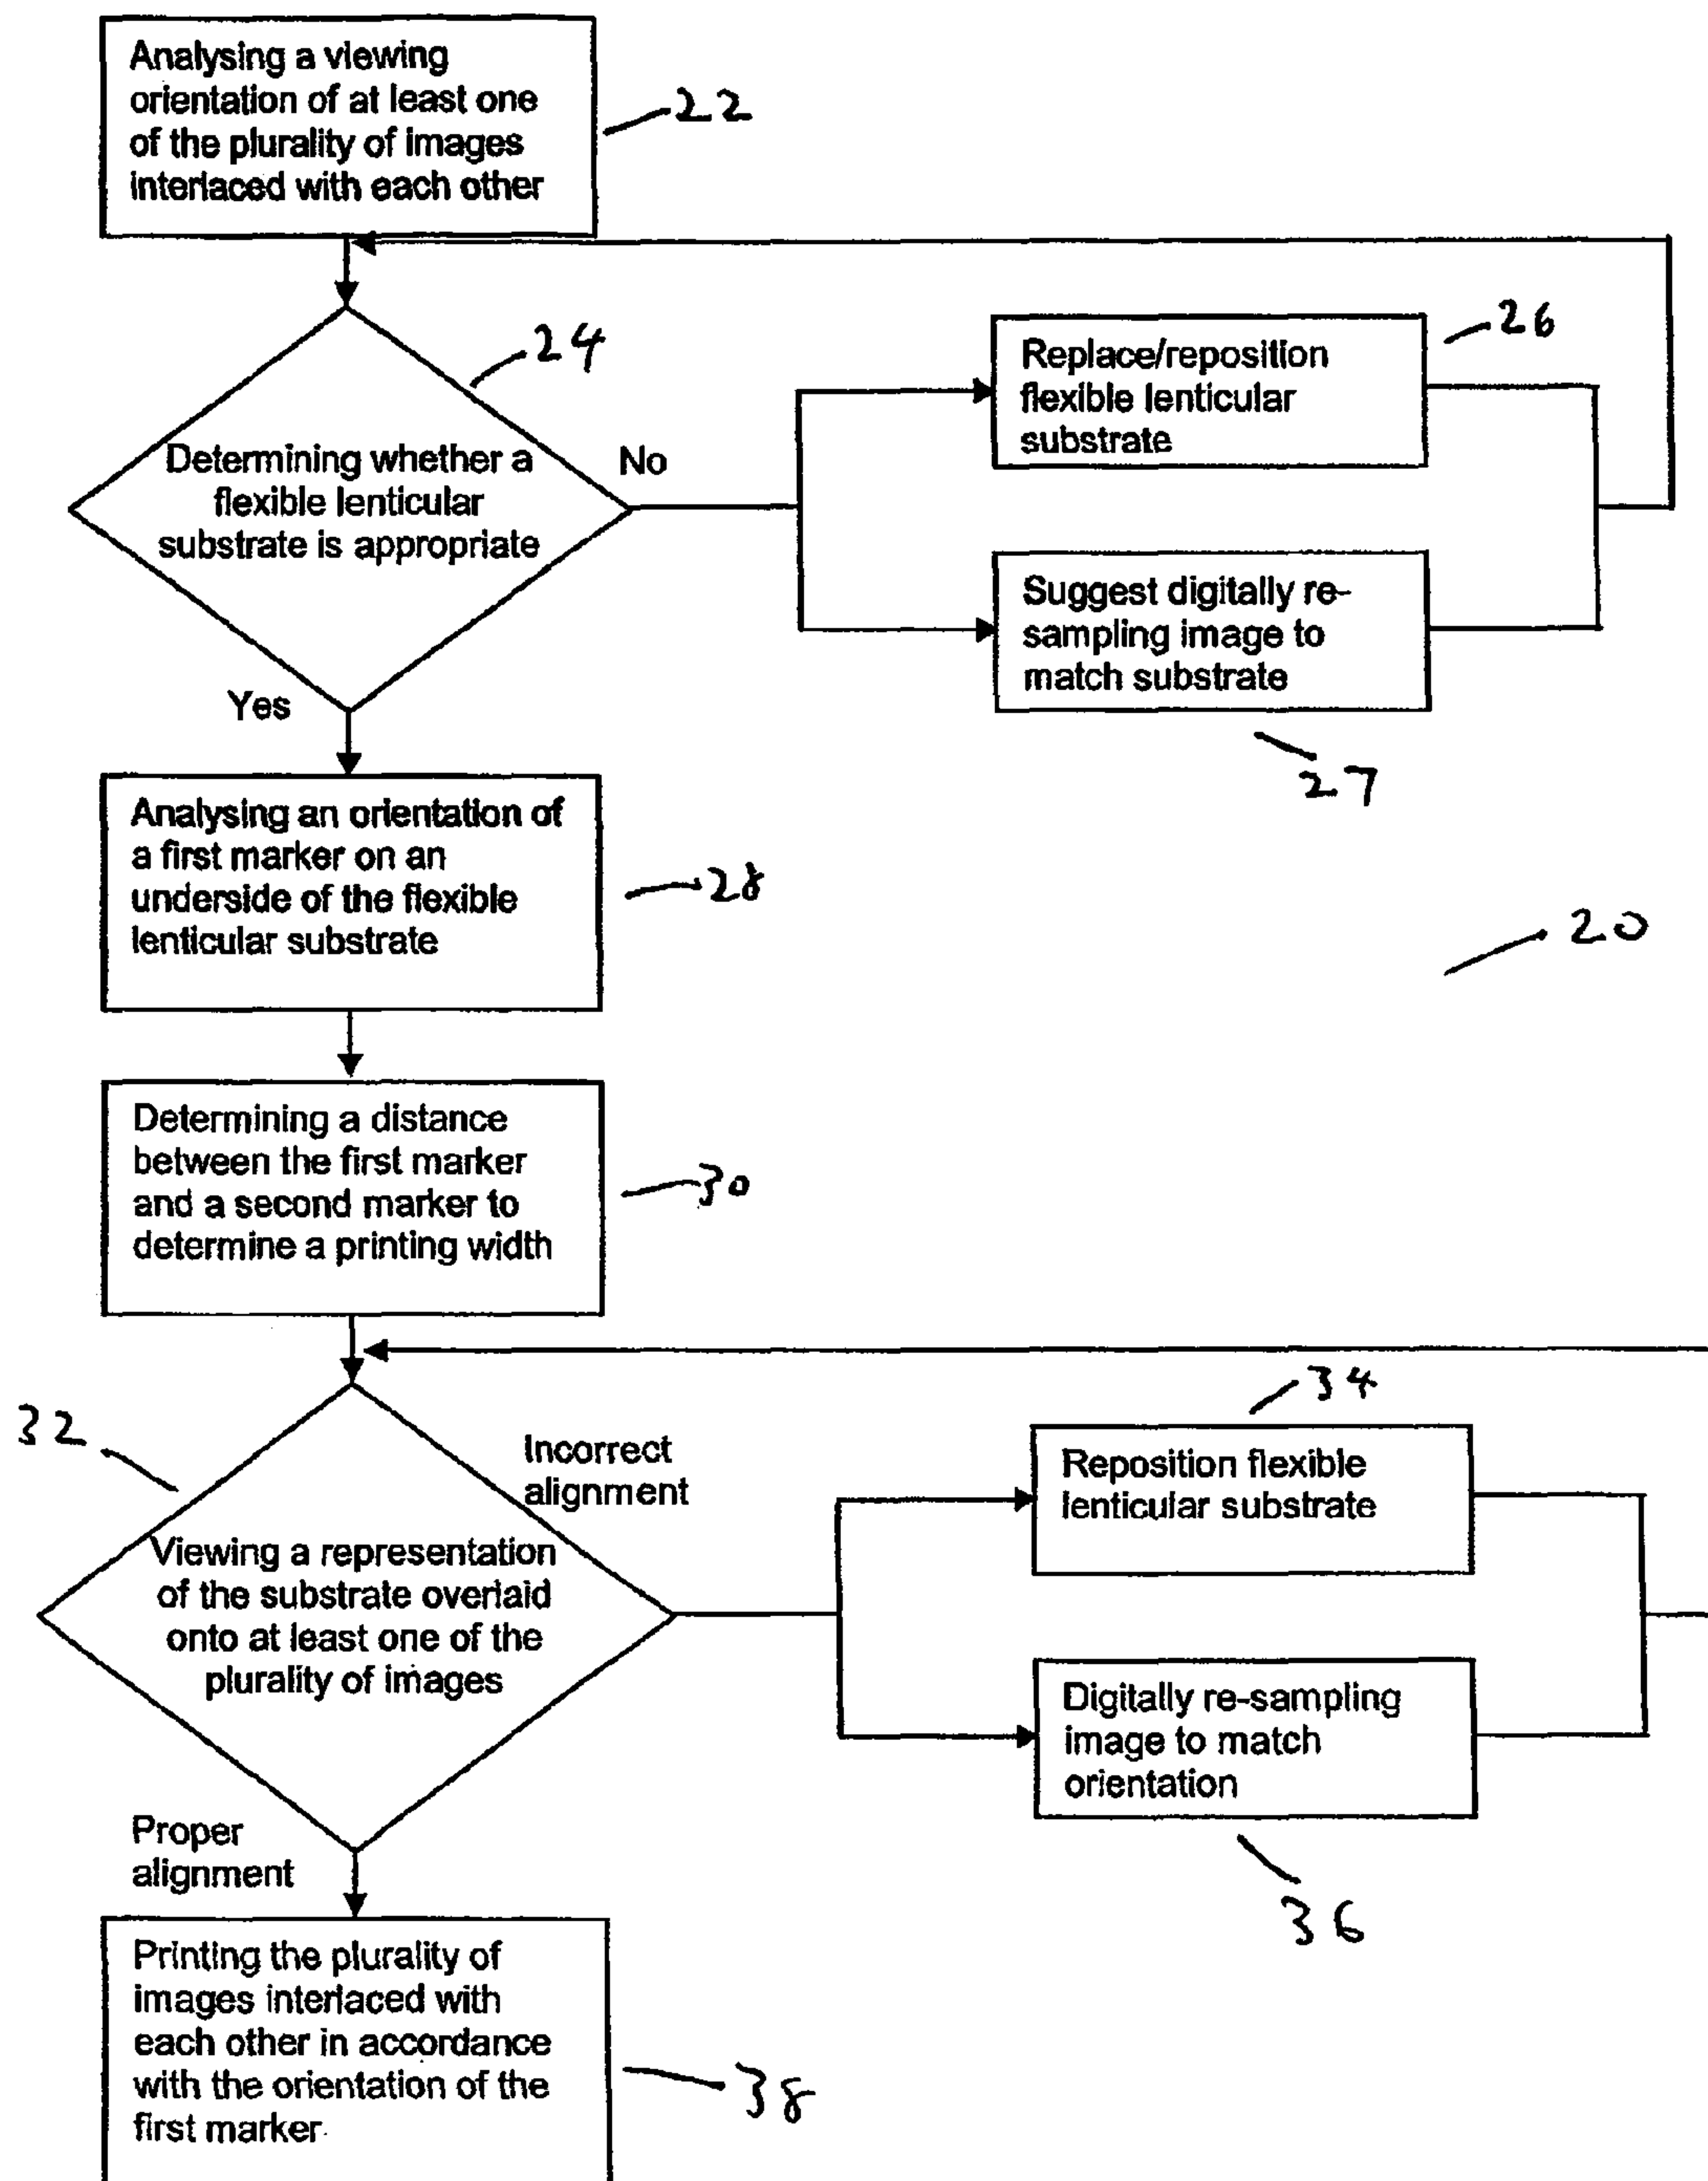 Analysing a viewing
orientation of at least one
of the plurality of images
interlaced with each other
22
24
Determining whether a
flexible lenticular
substrate is appropriate
No
Yes
26
Replace/reposition
flexible lenticular
substrate
Suggest digitally re-
sampling image to
match substrate
27
Analysing an orientation of
a first marker on an
underside of the flexible
lenticular substrate
28
20
Determining a distance
between the first marker
and a second marker to
determine a printing width
30
32
Viewing a representation
of the substrate overlaid
onto at least one of the
plurality of images
Incorrect
alignment
34
Reposition flexible
lenticular substrate
Digitally re-sampling
image to match
orientation
36
Proper
alignment
Printing the plurality of
images interlaced with
each other in accordance
with the orientation of the
first marker.
38